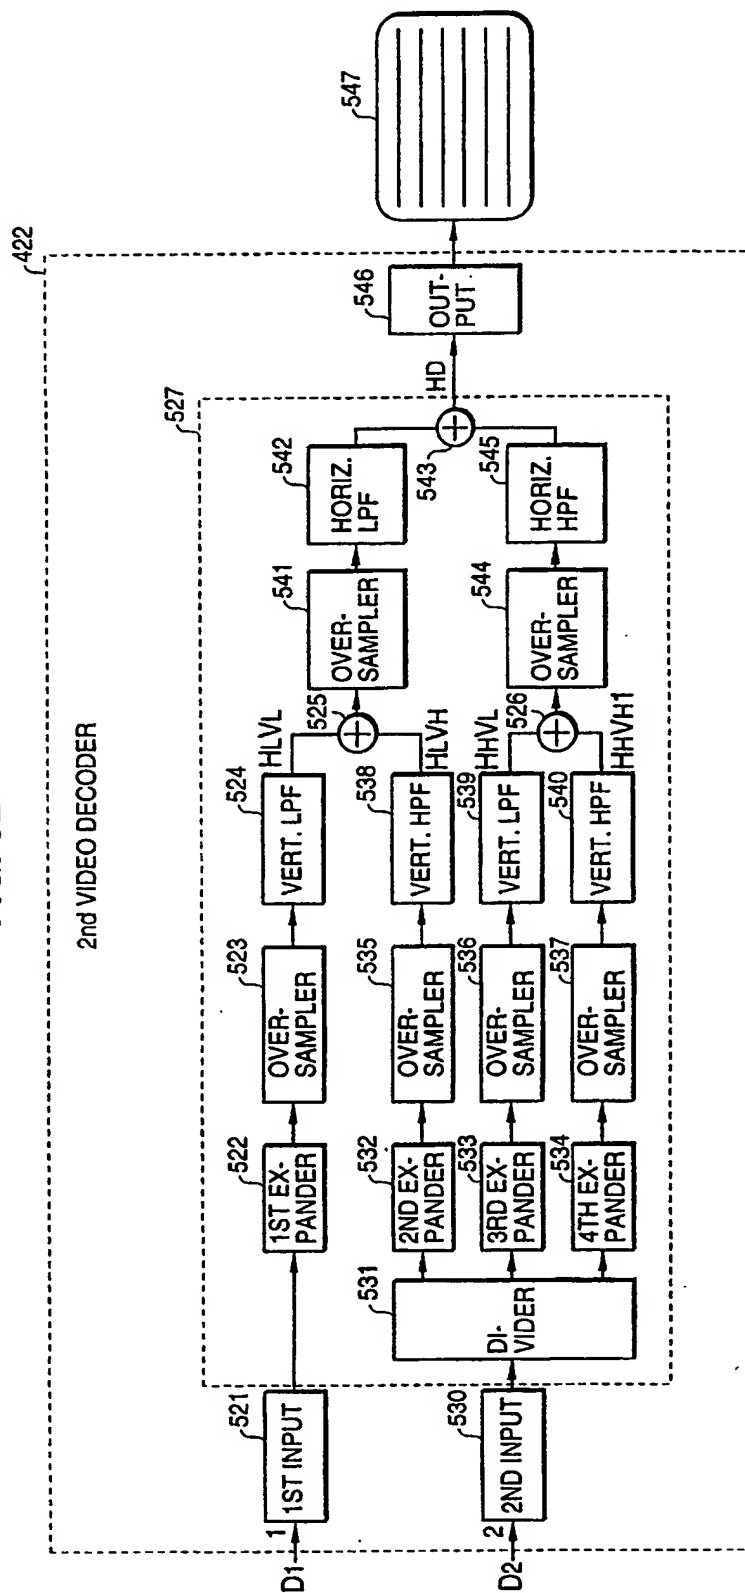 422
2nd VIDEO DECODER
527
D1
1
521
1ST INPUT
522
1ST EX-
PANDER
523
OVER-
SAMPLER
524
VERT. LPF
HLVL
525
541
OVER-
SAMPLER
542
HORIZ.
LPF
D2
2
530
2ND INPUT
531
DI-
VIDER
532
2ND EX-
PANDER
535
OVER-
SAMPLER
538
VERT. HPF
HLVH
533
3RD EX-
PANDER
536
OVER-
SAMPLER
539
VERT. LPF
HHVL
526
534
4TH EX-
PANDER
537
OVER-
SAMPLER
540
VERT. HPF
HHVH1
544
OVER-
SAMPLER
545
HORIZ.
HPF
543
HD
546
OUT-
PUT
547